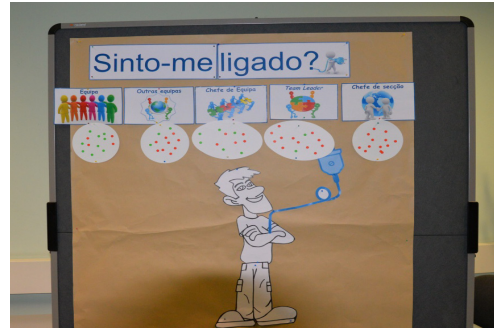 Sinto-me ligado?
Equipa
Outras equipas
Chefe de Equipa
Team Leader
Chefe de secção